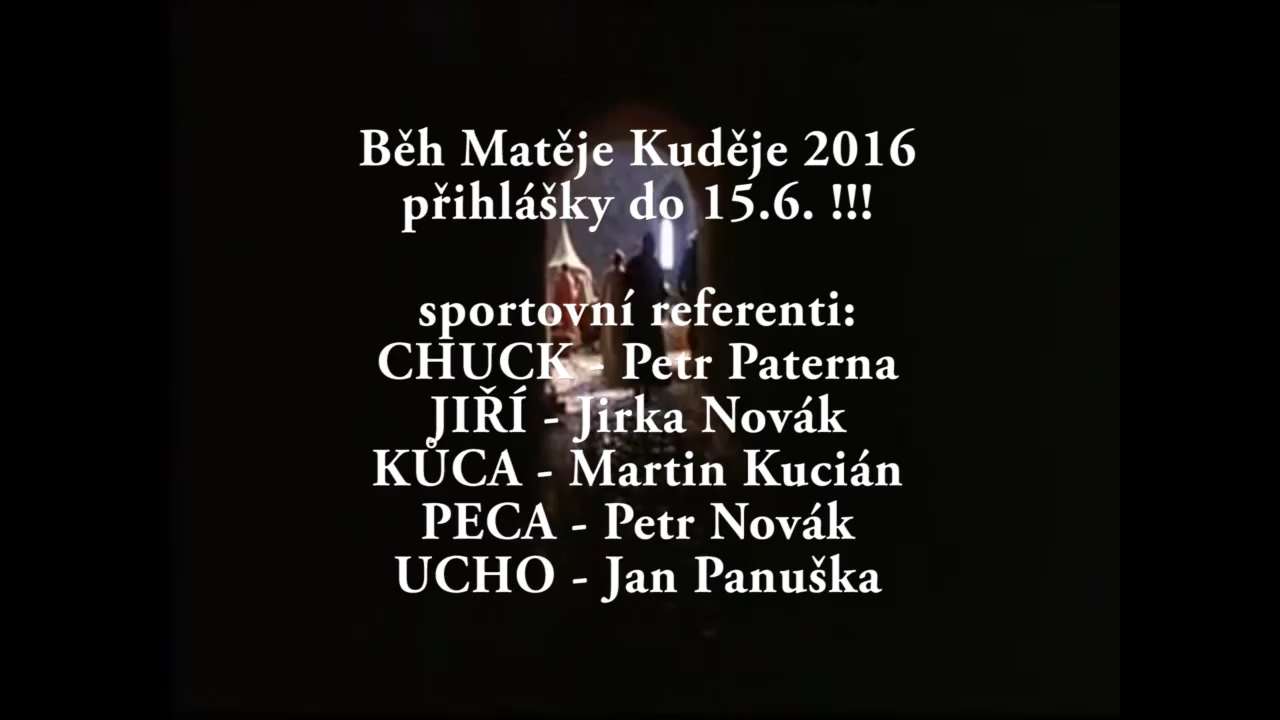 Běh Matěje Kuděje 2016
přihlášky do 15.6. !!!
sportovní referenti:
CHUCK - Petr Paterna
JIŘÍ - Jirka Novák
KŮCA - Martin Kucián
PECA - Petr Novák
UCHO - Jan Panuška